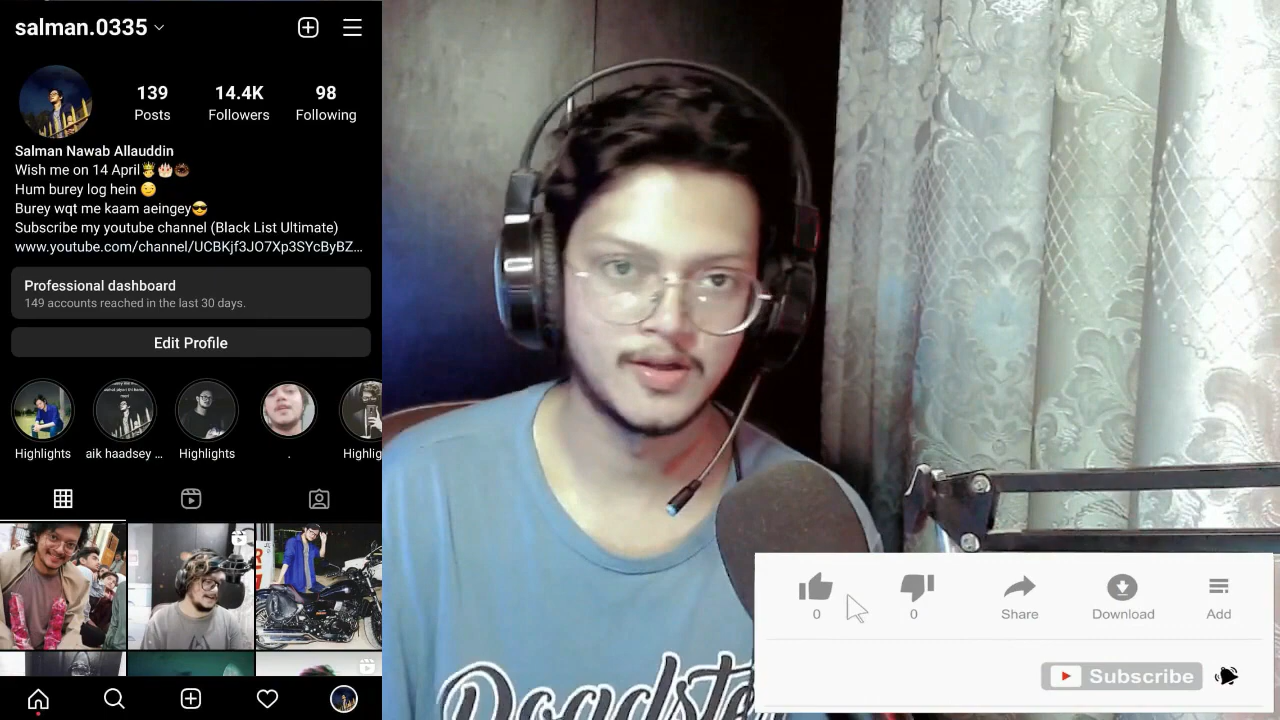 salman.0335
139
14.4K
98
Posts
Followers
Following
Salman Nawab Allauddin
Wish me on 14 April🤴🎂🍩
Hum burey log hein 😏
Burey wqt me kaam aeingey😎
Subscribe my youtube channel (Black List Ultimate)
www.youtube.com/channel/UCBKjf3JO7Xp3SYcByBZ...
Professional dashboard
149 accounts reached in the last 30 days.
Edit Profile
Highlights
aik haadsey ...
Highlights
.
Highlig
0
0
Share
Download
Add
Subscribe